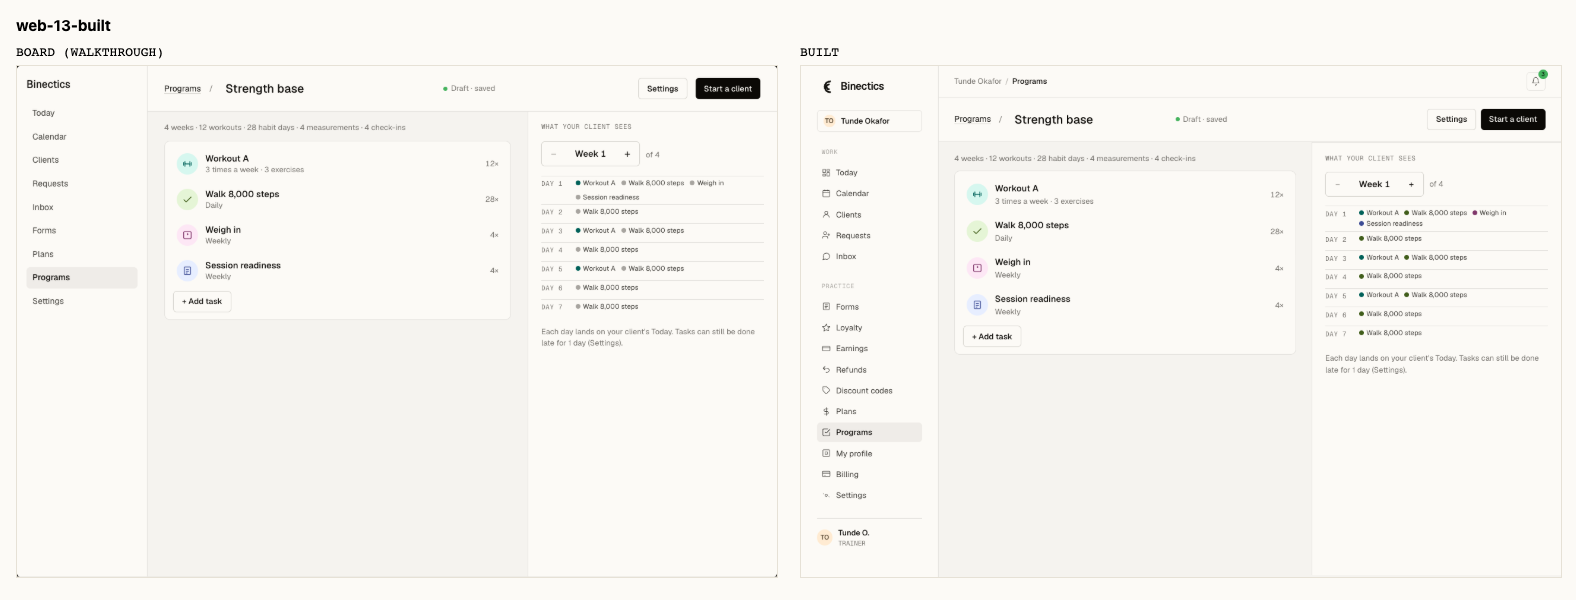 web-13-built
BOARD (WALKTHROUGH)
Binectics
Today
Calendar
Clients
Requests
Inbox
Forms
Plans
Programs
Settings
Programs / Strength base
Draft · saved
Settings
Start a client
4 weeks · 12 workouts · 28 habit days · 4 measurements · 4 check-ins
Workout A
3 times a week · 3 exercises
12×
Walk 8,000 steps
Daily
28×
Weigh in
Weekly
4×
Session readiness
Weekly
4×
+ Add task
WHAT YOUR CLIENT SEES
− Week 1 + of 4
DAY 1 Workout A Walk 8,000 steps Weigh in
Session readiness
DAY 2 Walk 8,000 steps
DAY 3 Workout A Walk 8,000 steps
DAY 4 Walk 8,000 steps
DAY 5 Workout A Walk 8,000 steps
DAY 6 Walk 8,000 steps
DAY 7 Walk 8,000 steps
Each day lands on your client's Today. Tasks can still be done
late for 1 day (Settings).
BUILT
Binectics
TO Tunde Okafor
WORK
Today
Calendar
Clients
Requests
Inbox
PRACTICE
Forms
Loyalty
Earnings
Refunds
Discount codes
Plans
Programs
My profile
Billing
Settings
TO Tunde O.
TRAINER
Tunde Okafor / Programs
3
Programs / Strength base
Draft · saved
Settings
Start a client
4 weeks · 12 workouts · 28 habit days · 4 measurements · 4 check-ins
Workout A
3 times a week · 3 exercises
12×
Walk 8,000 steps
Daily
28×
Weigh in
Weekly
4×
Session readiness
Weekly
4×
+ Add task
WHAT YOUR CLIENT SEES
− Week 1 + of 4
DAY 1 Workout A Walk 8,000 steps Weigh in
Session readiness
DAY 2 Walk 8,000 steps
DAY 3 Workout A Walk 8,000 steps
DAY 4 Walk 8,000 steps
DAY 5 Workout A Walk 8,000 steps
DAY 6 Walk 8,000 steps
DAY 7 Walk 8,000 steps
Each day lands on your client's Today. Tasks can still be done
late for 1 day (Settings).